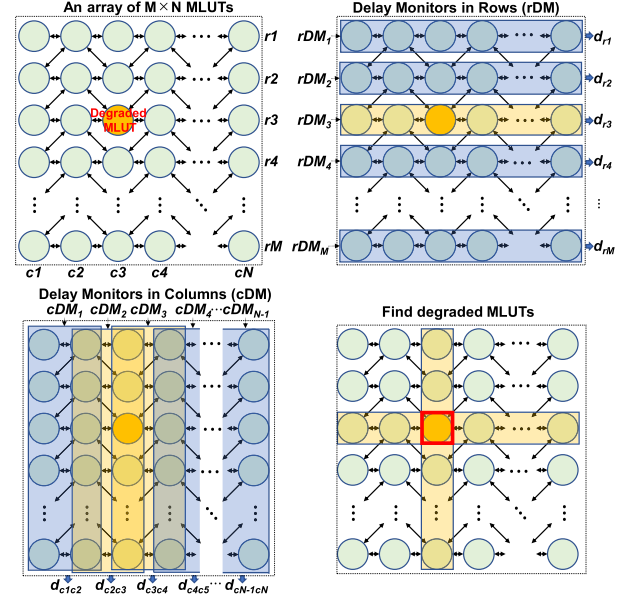 An array of M×N MLUTs
r1
r2
Degraded
MLUT
r3
r4
⋮ ⋮ ⋮ ⋮ ⋱ ⋮
rM
c1 c2 c3 c4 cN
Delay Monitors in Rows (rDM)
rDM1 ··· dr1
rDM2 ··· dr2
rDM3 ··· dr3
rDM4 ··· dr4
⋮ ⋮ ⋮ ⋮ ⋱ ⋮ ⋮
rDMM drM
Delay Monitors in Columns (cDM)
cDM1 cDM2 cDM3 cDM4···cDMN-1
dc1c2 dc2c3 dc3c4 dc4c5 ··· dcN-1cN
Find degraded MLUTs